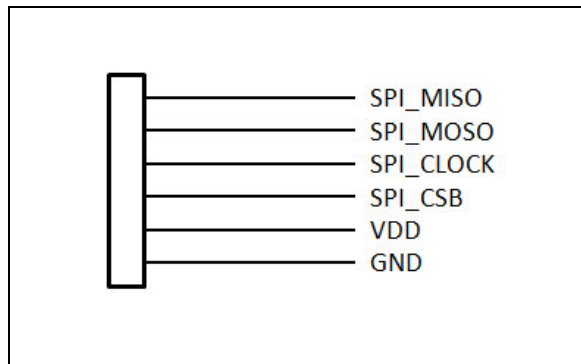 SPI_MISO
SPI_MOSO
SPI_CLOCK
SPI_CSB
VDD
GND